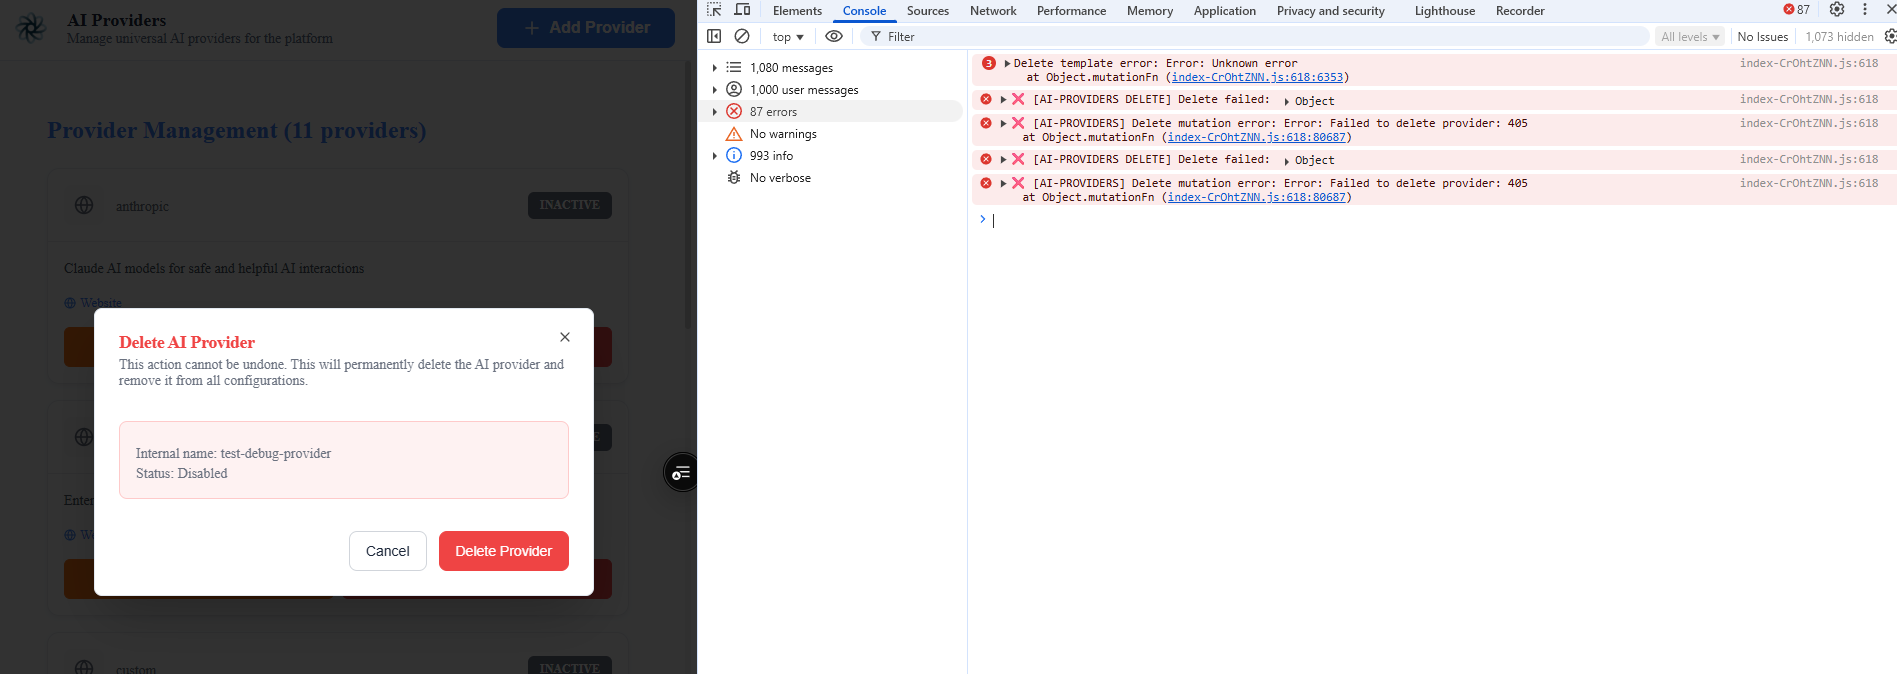 AI Providers
Manage universal AI providers for the platform
+ Add Provider
Provider Management (11 providers)
anthropic
INACTIVE
Claude AI models for safe and helpful AI interactions
Website
Delete AI Provider
This action cannot be undone. This will permanently delete the AI provider and
remove it from all configurations.
Internal name: test-debug-provider
Status: Disabled
Cancel
Delete Provider
custom
INACTIVE
Elements
Console
Sources
Network
Performance
Memory
Application
Privacy and security
Lighthouse
Recorder
87
top
Filter
All levels
No Issues
1,073 hidden
1,080 messages
1,000 user messages
87 errors
No warnings
993 info
No verbose
3 Delete template error: Error: Unknown error index-CrOhtZNN.js:618
at Object.mutationFn (index-CrOhtZNN.js:618:6353)
[AI-PROVIDERS DELETE] Delete failed: Object index-CrOhtZNN.js:618
[AI-PROVIDERS] Delete mutation error: Error: Failed to delete provider: 405 index-CrOhtZNN.js:618
at Object.mutationFn (index-CrOhtZNN.js:618:80687)
[AI-PROVIDERS DELETE] Delete failed: Object index-CrOhtZNN.js:618
[AI-PROVIDERS] Delete mutation error: Error: Failed to delete provider: 405 index-CrOhtZNN.js:618
at Object.mutationFn (index-CrOhtZNN.js:618:80687)